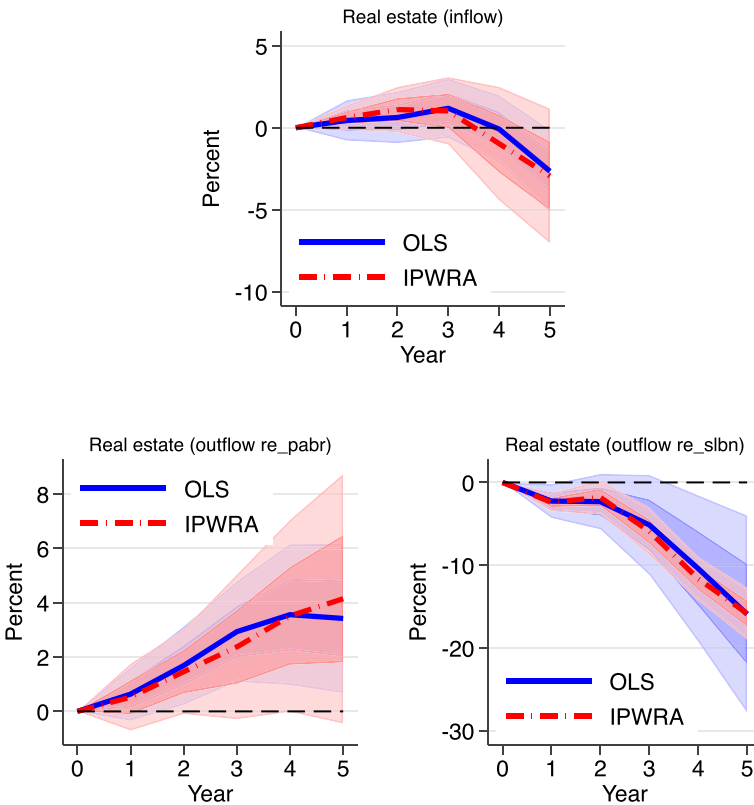 Real estate (inflow)
5
0
-5
-10
Percent
OLS
IPWRA
0 1 2 3 4 5
Year
Real estate (outflow re_pabr)
8
6
4
2
0
Percent
OLS
IPWRA
0 1 2 3 4 5
Year
Real estate (outflow re_slbn)
0
-10
-20
-30
Percent
OLS
IPWRA
0 1 2 3 4 5
Year